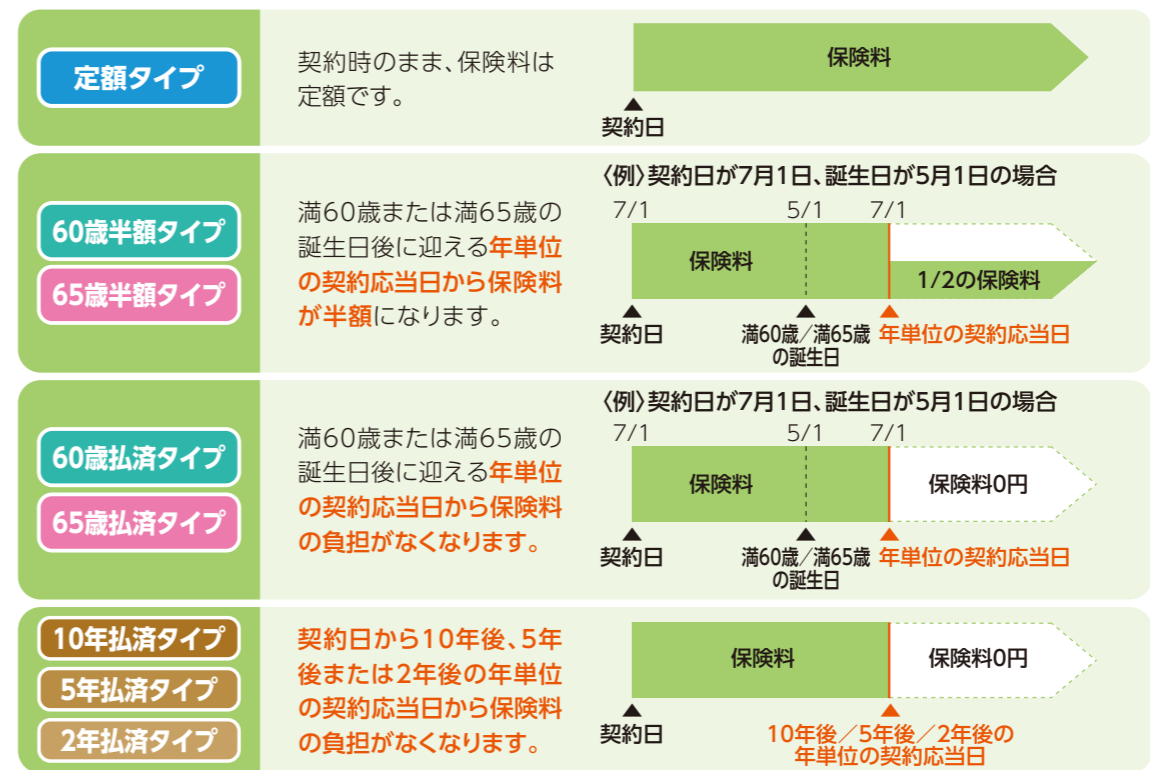 定額タイプ
契約時のまま、保険料は
定額です。
保険料
契約日
60歳半額タイプ
65歳半額タイプ
満60歳または満65歳の
誕生日後に迎える年単位
の契約応当日から保険料
が半額になります。
〈例〉契約日が7月1日、誕生日が5月1日の場合
7/1 5/1 7/1
保険料
1/2の保険料
契約日
満60歳/満65歳
の誕生日
年単位の契約応当日
60歳払済タイプ
65歳払済タイプ
満60歳または満65歳の
誕生日後に迎える年単位
の契約応当日から保険料
の負担がなくなります。
〈例〉契約日が7月1日、誕生日が5月1日の場合
7/1 5/1 7/1
保険料 保険料0円
契約日
満60歳/満65歳
の誕生日
年単位の契約応当日
10年払済タイプ
5年払済タイプ
2年払済タイプ
契約日から10年後、5年
後または2年後の年単位
の契約応当日から保険料
の負担がなくなります。
保険料 保険料0円
契約日
10年後/5年後/2年後の
年単位の契約応当日